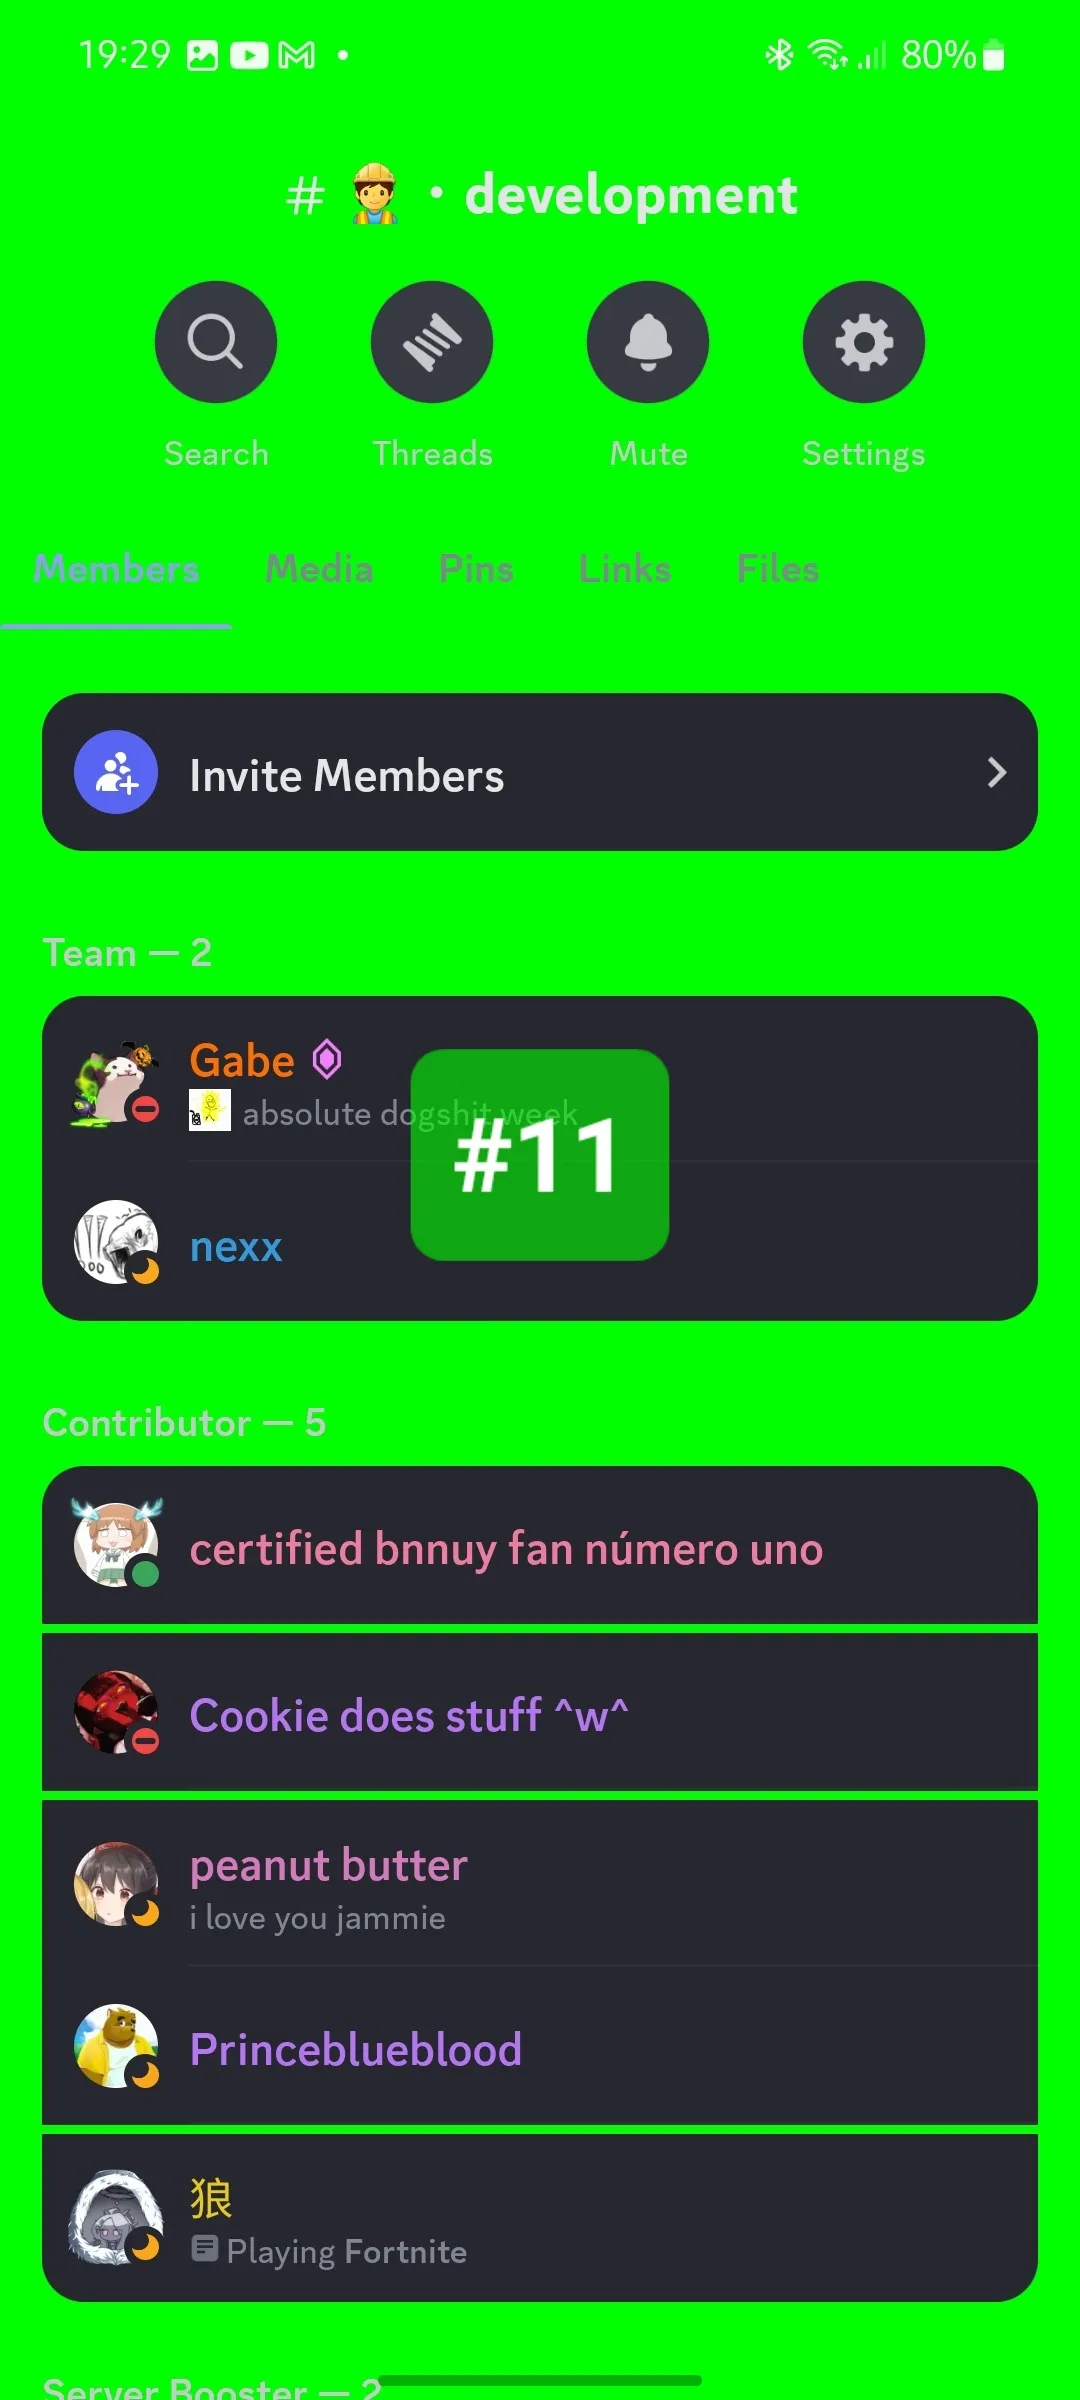 19:29
80%
# 👷 • development
Search Threads Mute Settings
Members Media Pins Links Files
Invite Members
Team — 2
Gabe
absolute dogshit week
#11
nexx
Contributor — 5
certified bnnuy fan número uno
Cookie does stuff ^w^
peanut butter
i love you jammie
Princeblueblood
狼
Playing Fortnite
Server Booster — 2